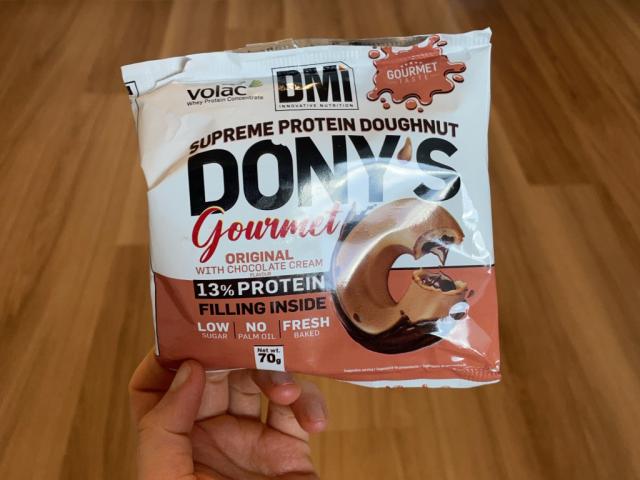 volac
Whey Protein Concentrate
DMi
INNOVATIVE NUTRITION
GOURMET
TASTE
SUPREME PROTEIN DOUGHNUT
DONY'S
Gourmet
ORIGINAL
WITH CHOCOLATE CREAM
FLAVOUR
13% PROTEIN
FILLING INSIDE
LOW SUGAR
NO PALM OIL
FRESH BAKED
Net wt.
70g